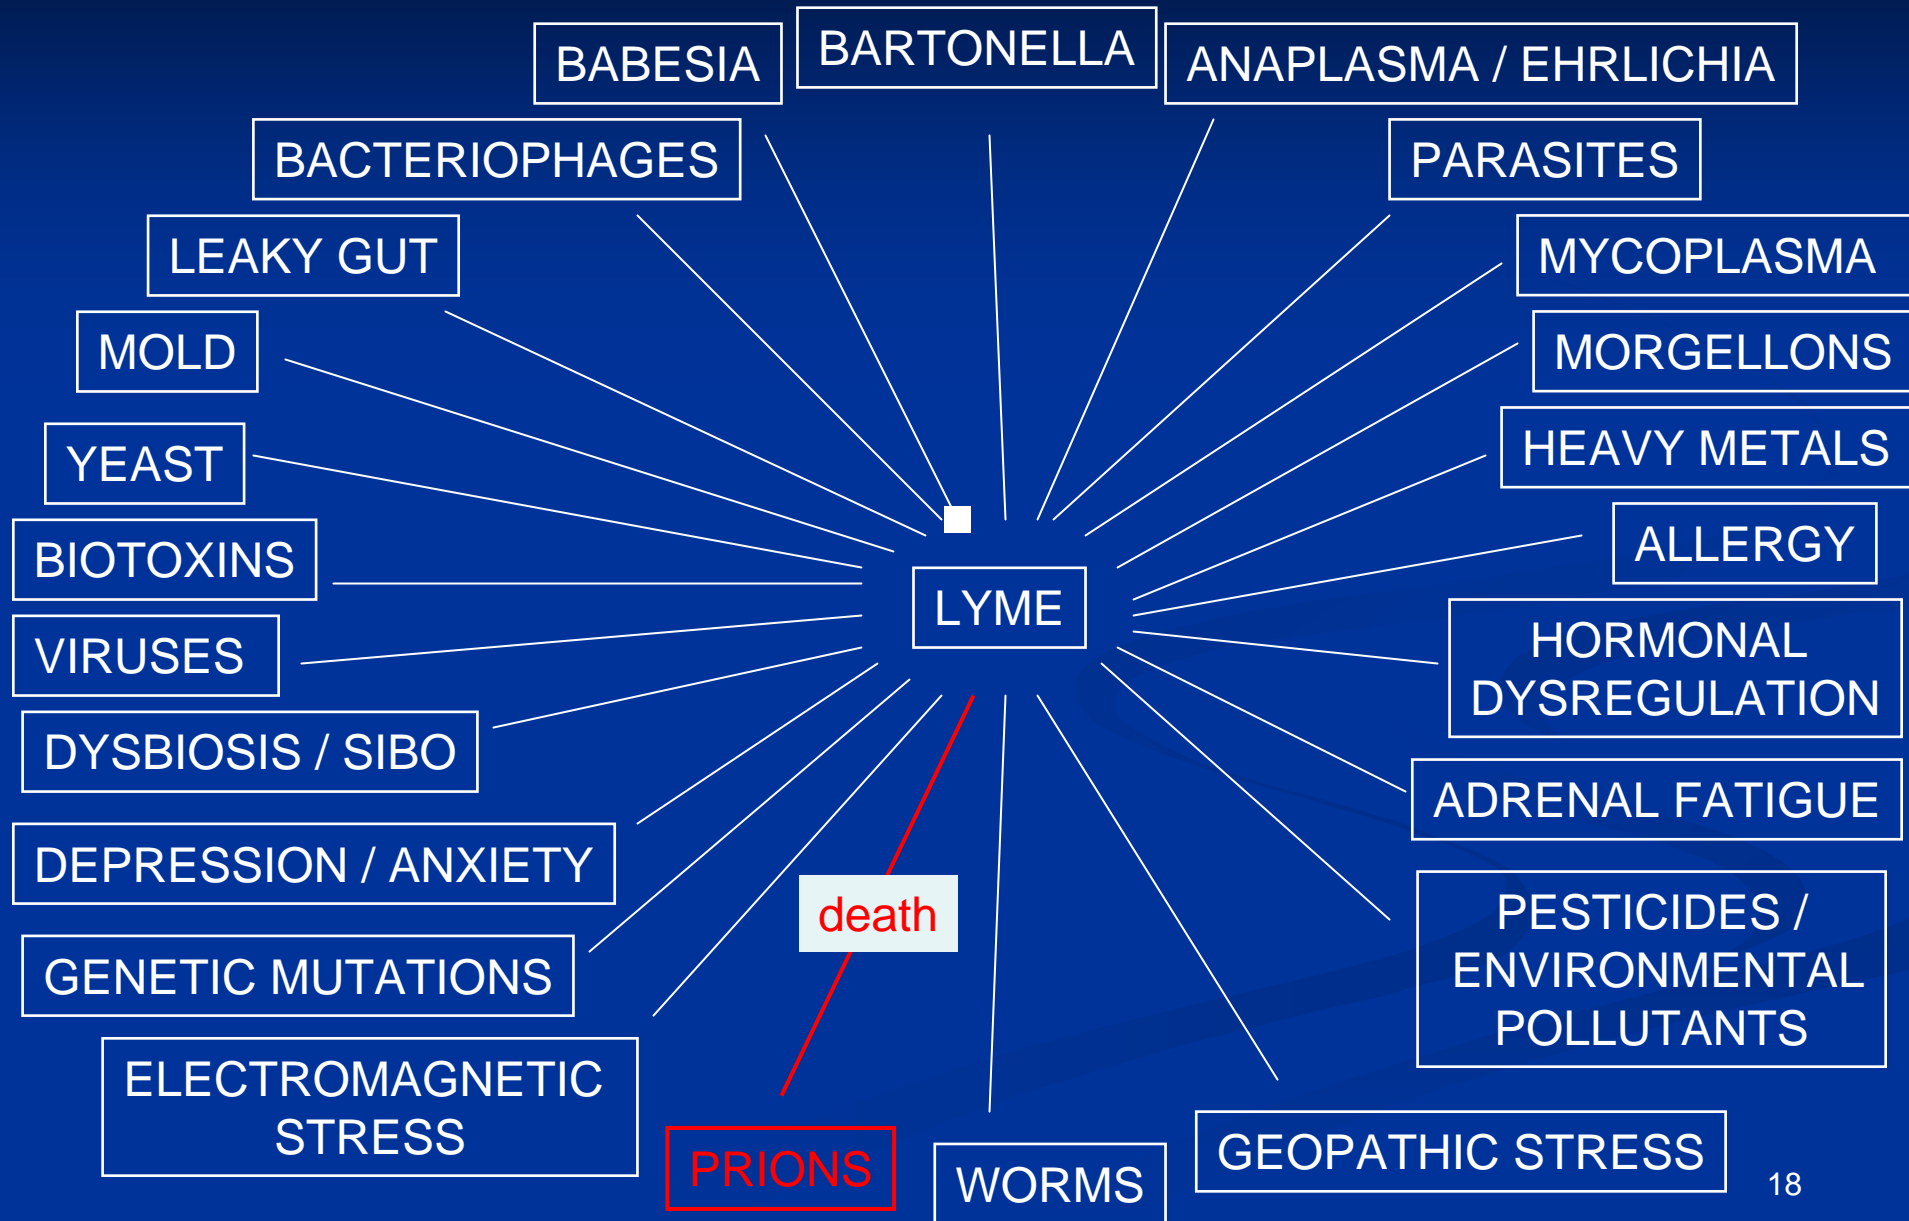 BABESIA
BARTONELLA
ANAPLASMA / EHRLICHIA
BACTERIOPHAGES
PARASITES
LEAKY GUT
MYCOPLASMA
MOLD
MORGELLONS
YEAST
HEAVY METALS
BIOTOXINS
ALLERGY
LYME
VIRUSES
HORMONAL
DYSREGULATION
DYSBIOSIS / SIBO
ADRENAL FATIGUE
DEPRESSION / ANXIETY
death
PESTICIDES /
ENVIRONMENTAL
POLLUTANTS
GENETIC MUTATIONS
ELECTROMAGNETIC
STRESS
PRIONS
WORMS
GEOPATHIC STRESS
18